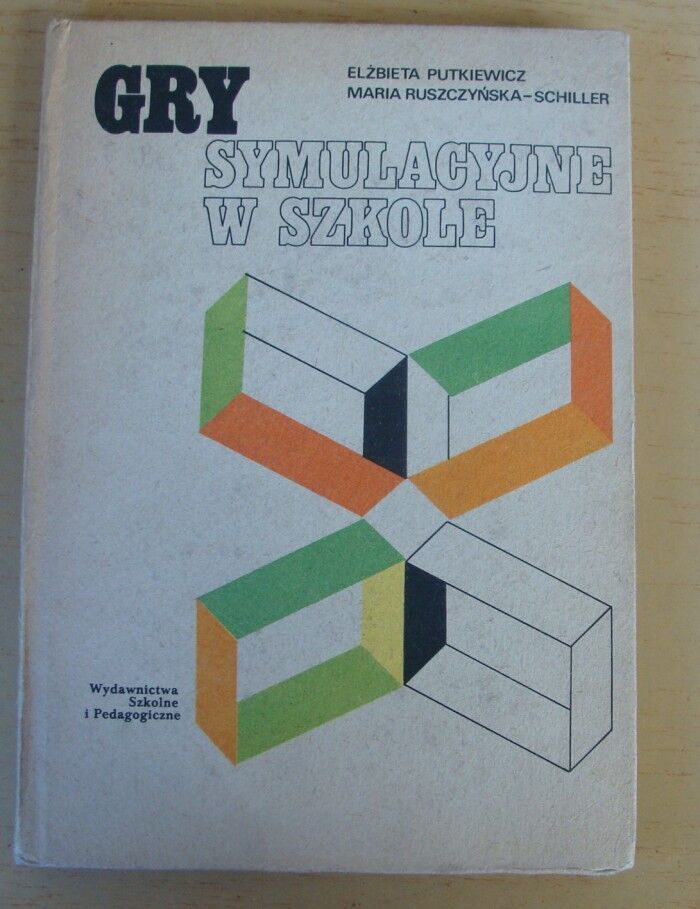 GRY
ELŻBIETA PUTKIEWICZ
MARIA RUSZCZYŃSKA-SCHILLER
SYMULACYJNE
W SZKOLE
Wydawnictwa
Szkolne
i Pedagogiczne